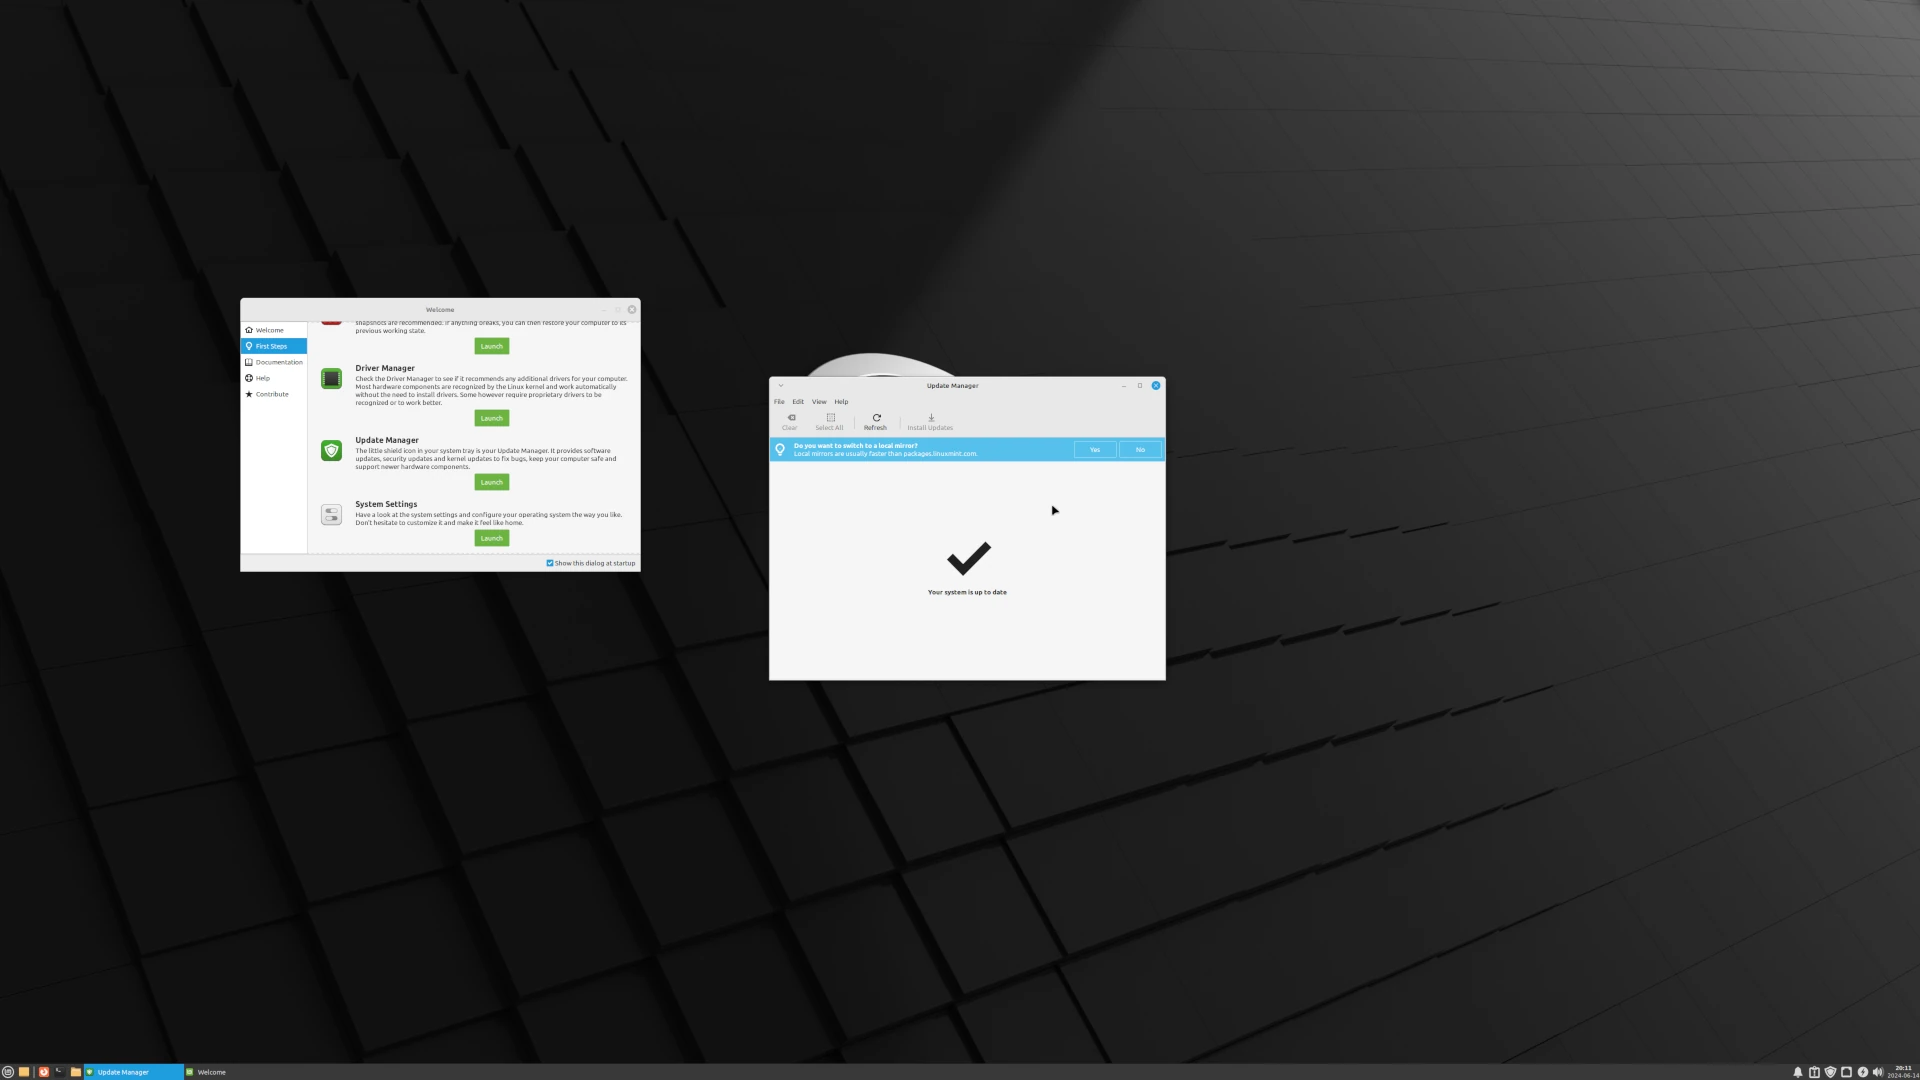 Welcome
Welcome
First Steps
Documentation
Help
Contribute
snapshots are recommended. If anything breaks, you can then restore your computer to its
previous working state.
Launch
Driver Manager
Check the Driver Manager to see if it recommends any additional drivers for your computer.
Most hardware components are recognized by the Linux kernel and work automatically
without the need to install drivers. Some however require proprietary drivers to be
recognized or to work better.
Launch
Update Manager
The little shield icon in your system tray is your Update Manager. It provides software
updates, security updates and kernel updates to fix bugs, keep your computer safe and
support newer hardware components.
Launch
System Settings
Have a look at the system settings and configure your operating system the way you like.
Don't hesitate to customize it and make it feel like home.
Launch
Show this dialog at startup
Update Manager
File Edit View Help
Clear Select All Refresh Install Updates
Do you want to switch to a local mirror?
Local mirrors are usually faster than packages.linuxmint.com.
Yes No
Your system is up to date
Update Manager Welcome
20:11
2024-06-14